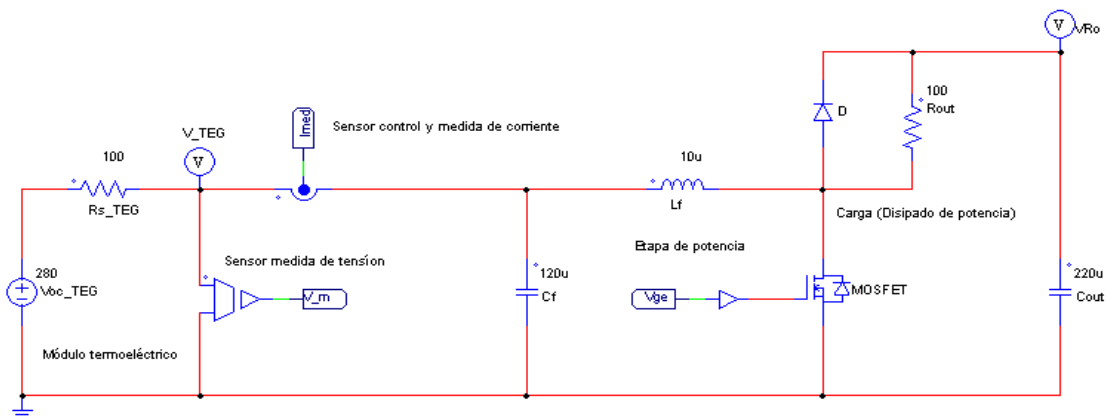 V
VRo
100
Rout
D
Imed
Sensor control y medida de corriente
V_TEG
V
100
Rs_TEG
10u
Lf
Carga (Disipado de potencia)
Etapa de potencia
Sensor medida de tensíon
280
Voc_TEG
V_m
120u
Cf
Vge
MOSFET
220u
Cout
Módulo termoeléctrico